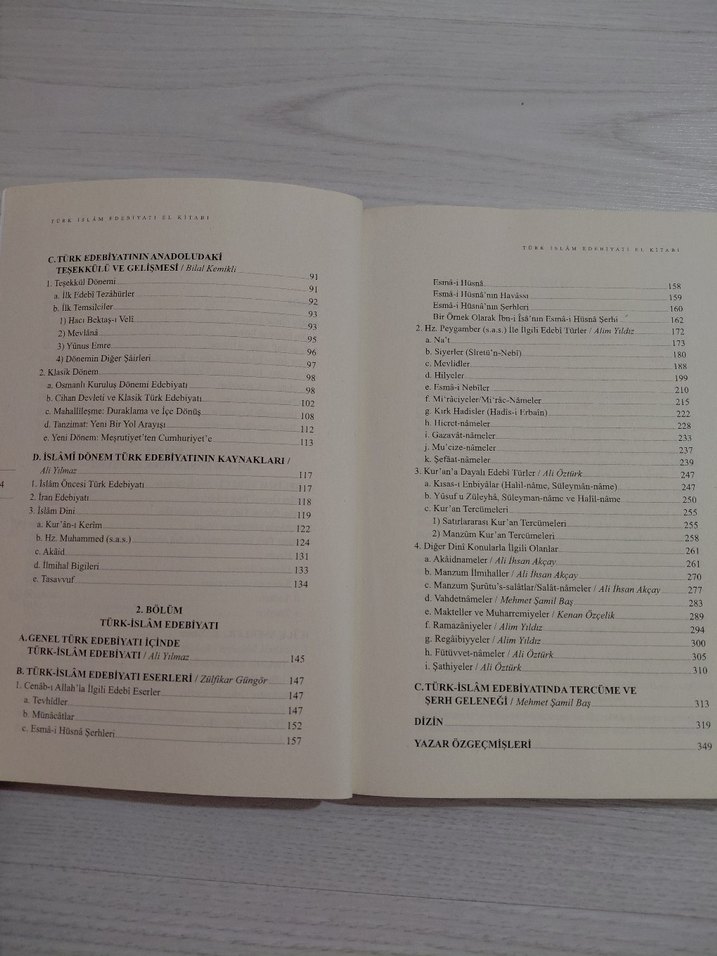 TÜRK İSLÂM EDEBİYATI EL KİTABI
C. TÜRK EDEBİYATININ ANADOLUDAKİ
TEŞEKKÜLÜ VE GELİŞMESİ / Bilal Kemikli 91
1. Teşekkül Dönemi 91
a. İlk Edebî Tezahürler 92
b. İlk Temsilciler 93
1) Hacı Bektaş-ı Velî 93
2) Mevlânâ 95
3) Yûnus Emre 96
4) Dönemin Diğer Şâirleri 97
2. Klasik Dönem 98
a. Osmanlı Kuruluş Dönemi Edebiyatı 98
b. Cihan Devleti ve Klasik Türk Edebiyatı 102
c. Mahallîleşme: Duraklama ve İçe Dönüş 108
d. Tanzimat: Yeni Bir Yol Arayışı 112
e. Yeni Dönem: Meşrutiyet'ten Cumhuriyet'e 113
D. İSLÂMÎ DÖNEM TÜRK EDEBİYATININ KAYNAKLARI /
Ali Yılmaz 117
1. İslâm Öncesi Türk Edebiyatı 117
2. İran Edebiyatı 118
3. İslâm Dini 119
a. Kur'ân-ı Kerîm 122
b. Hz. Muhammed (s.a.s.) 124
c. Akâid 131
d. İlmihal Bigileri 133
e. Tasavvuf 134
2. BÖLÜM
TÜRK-İSLÂM EDEBİYATI
A. GENEL TÜRK EDEBİYATI İÇİNDE
TÜRK-İSLÂM EDEBİYATI / Ali Yılmaz 145
B. TÜRK-İSLÂM EDEBİYATI ESERLERİ / Zülfikar Güngör 147
1. Cenâb-ı Allah'la İlgili Edebî Eserler 147
a. Tevhîdler 147
b. Münâcâtlar 152
c. Esmâ-i Hüsnâ Şerhleri 157
4
TÜRK İSLÂM EDEBİYATI EL KİTABI
Esmâ-i Hüsnâ 158
Esmâ-i Hüsnâ'nın Havâssı 159
Esmâ-i Hüsnâ'nın Şerhleri 160
Bir Örnek Olarak İbn-i Îsâ'nın Esmâ-i Hüsnâ Şerhi 162
2. Hz. Peygamber (s.a.s.) İle İlgili Edebî Türler / Alim Yıldız 172
a. Na't 173
b. Siyerler (Sîretü'n-Nebî) 180
c. Mevlidler 188
d. Hilyeler 199
e. Esmâ-i Nebîler 210
f. Mi'râciyeler/Mi'râc-Nâmeler 215
g. Kırk Hadisler (Hadîs-i Erbaîn) 222
h. Hicret-nâmeler 228
i. Gazavât-nâmeler 233
j. Mu'cize-nâmeler 237
k. Şefâat-nâmeler 239
3. Kur'an'a Dayalı Edebî Türler / Ali Öztürk 247
a. Kısas-ı Enbiyâlar (Halîl-nâme, Süleymân-nâme) 247
b. Yûsuf u Züleyhâ, Süleyman-nâme ve Halîl-nâme 250
c. Kur'an Tercümeleri 255
1) Satırlararası Kur'an Tercümeleri 255
2) Manzûm Kur'an Tercümeleri 258
4. Diğer Dinî Konularla İlgili Olanlar 261
a. Akâidnameler / Ali İhsan Akçay 261
b. Manzum İlmihaller / Ali İhsan Akçay 270
c. Manzum Şurûtu's-salâtlar/Salât-nâmeler / Ali İhsan Akçay 277
d. Vahdetnâmeler / Mehmet Şamil Baş 283
e. Makteller ve Muharremiyeler / Kenan Özçelik 289
f. Ramazâniyeler / Alim Yıldız 294
g. Regâibiyyeler / Alim Yıldız 300
h. Fütüvvet-nâmeler / Ali Öztürk 305
i. Şathiyeler / Ali Öztürk 310
C. TÜRK-İSLÂM EDEBİYATINDA TERCÜME VE
ŞERH GELENEĞİ / Mehmet Şamil Baş 313
DİZİN 319
YAZAR ÖZGEÇMİŞLERİ 349